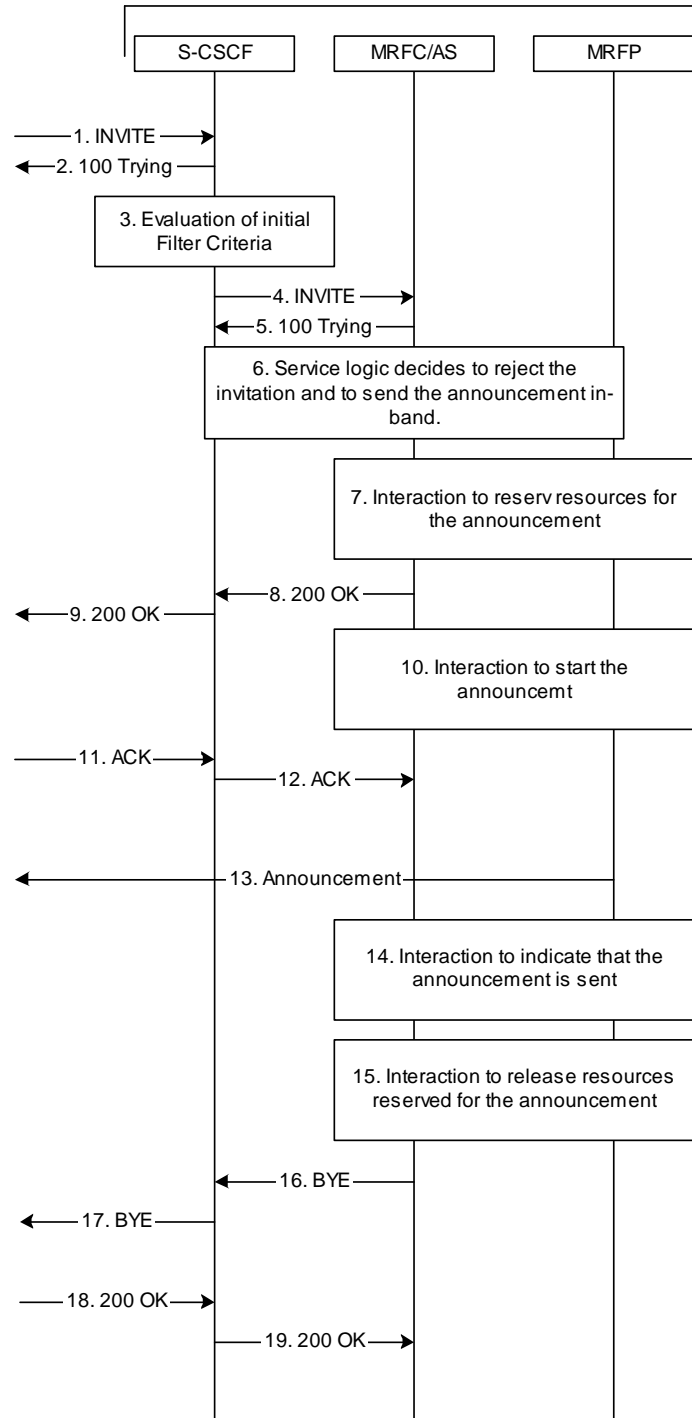 S-CSCF
MRFC/AS
MRFP
1. INVITE
2. 100 Trying
3. Evaluation of initial
Filter Criteria
4. INVITE
5. 100 Trying
6. Service logic decides to reject the
invitation and to send the announcement in-
band.
7. Interaction to reserv resources for
the announcement
8. 200 OK
9. 200 OK
10. Interaction to start the
announcemt
11. ACK
12. ACK
13. Announcement
14. Interaction to indicate that the
announcement is sent
15. Interaction to release resources
reserved for the announcement
16. BYE
17. BYE
18. 200 OK
19. 200 OK